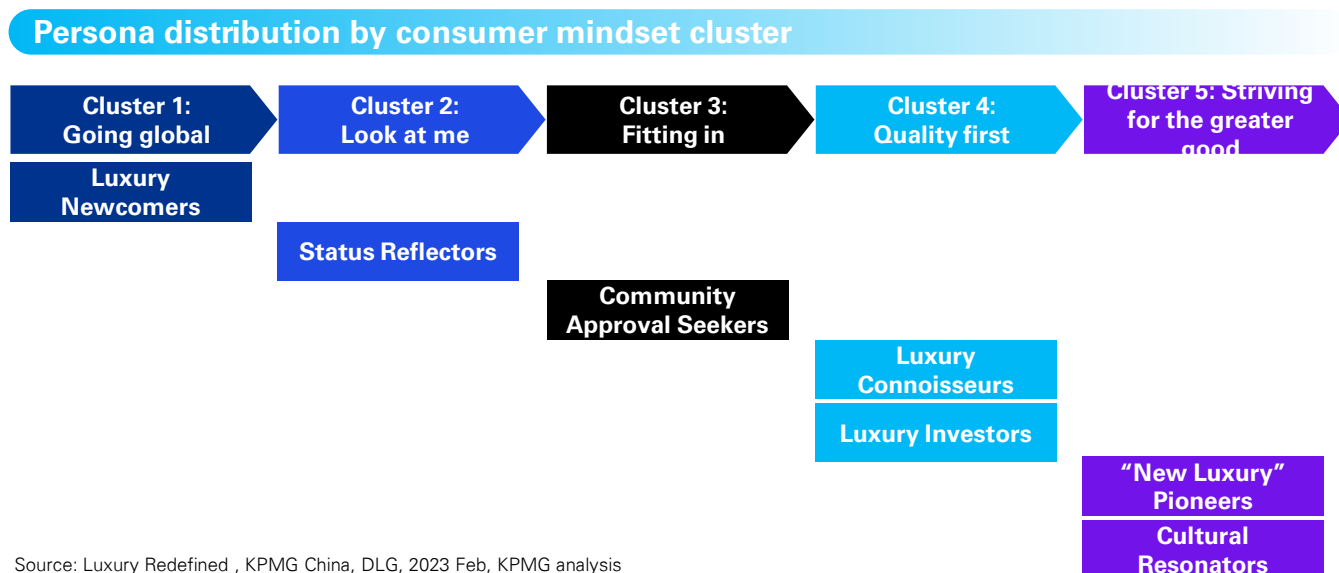 Persona distribution by consumer mindset cluster
Cluster 1:
Going global
Cluster 2:
Look at me
Cluster 3:
Fitting in
Cluster 4:
Quality first
Cluster 5: Striving
for the greater
good
Luxury
Newcomers
Status Reflectors
Community
Approval Seekers
Luxury
Connoisseurs
Luxury Investors
“New Luxury”
Pioneers
Cultural
Resonators
Source: Luxury Redefined , KPMG China, DLG, 2023 Feb, KPMG analysis